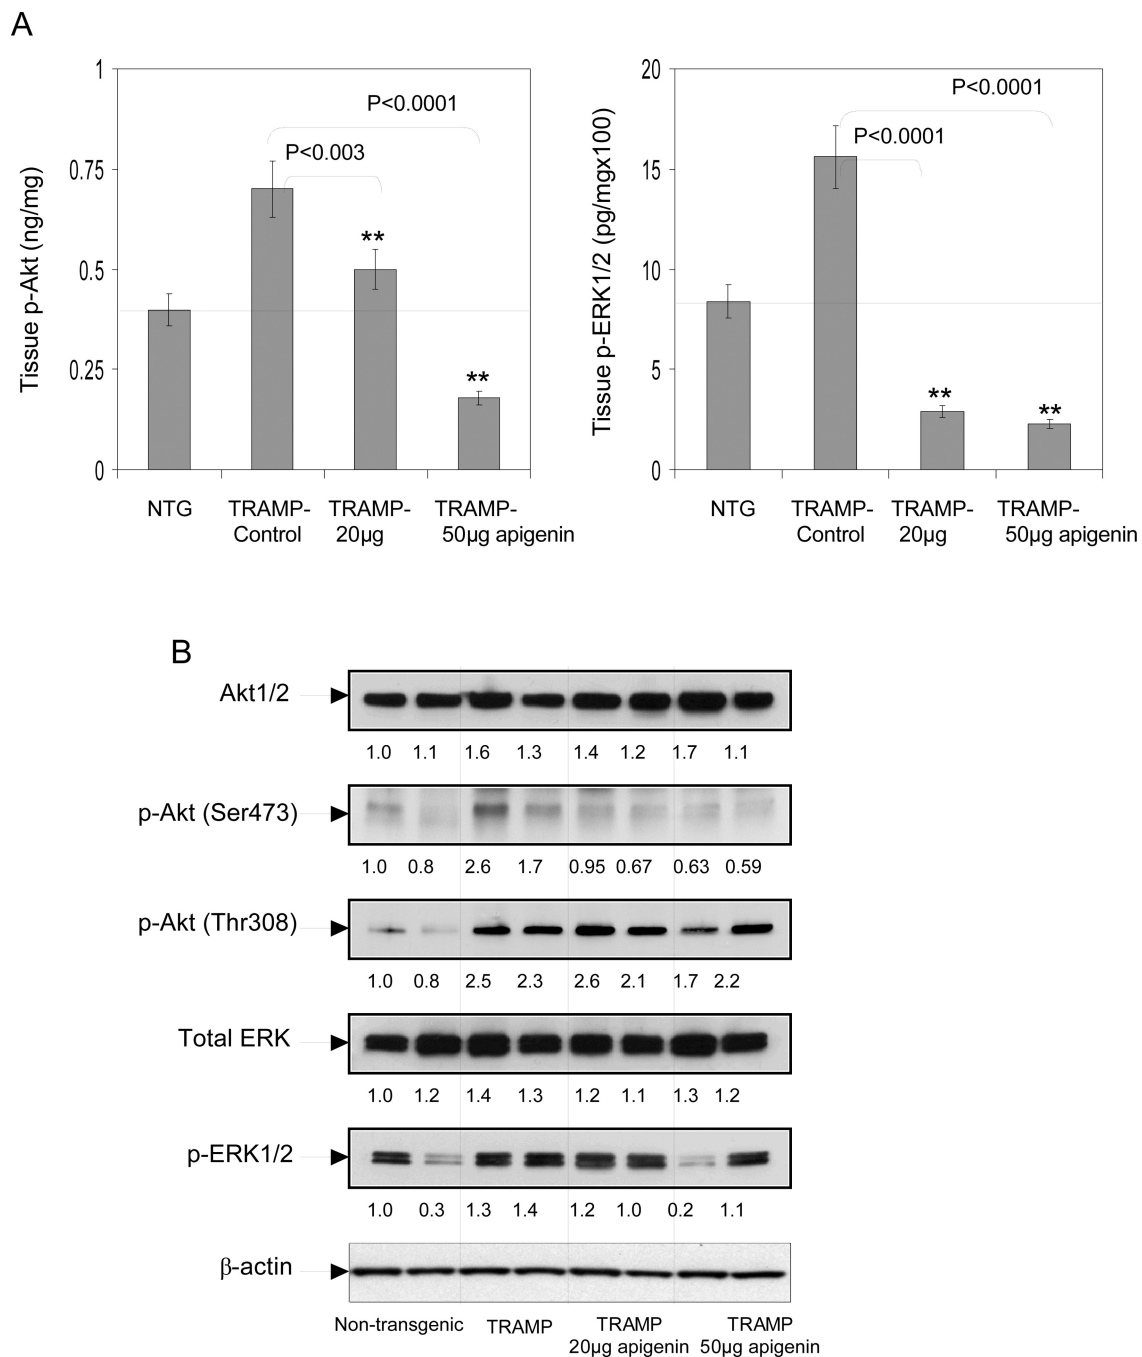 A
Tissue p-Akt (ng/mg)
1
0.75
0.5
0.25
0
P<0.0001
P<0.003
**
**
NTG TRAMP-Control TRAMP-20µg TRAMP-50µg apigenin
Tissue p-ERK1/2 (pg/mgx100)
20
15
10
5
0
P<0.0001
P<0.0001
**
**
NTG TRAMP-Control TRAMP-20µg TRAMP-50µg apigenin
B
Akt1/2
1.0 1.1 1.6 1.3 1.4 1.2 1.7 1.1
p-Akt (Ser473)
1.0 0.8 2.6 1.7 0.95 0.67 0.63 0.59
p-Akt (Thr308)
1.0 0.8 2.5 2.3 2.6 2.1 1.7 2.2
Total ERK
1.0 1.2 1.4 1.3 1.2 1.1 1.3 1.2
p-ERK1/2
1.0 0.3 1.3 1.4 1.2 1.0 0.2 1.1
β-actin
Non-transgenic TRAMP TRAMP TRAMP
20µg apigenin 50µg apigenin